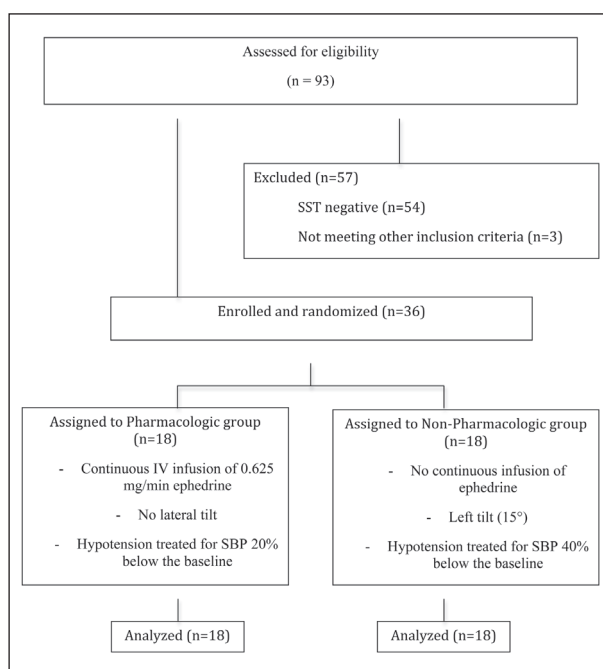 Assessed for eligibility
(n = 93)
Excluded (n=57)
SST negative (n=54)
Not meeting other inclusion criteria (n=3)
Enrolled and randomized (n=36)
Assigned to Pharmacologic group
(n=18)
- Continuous IV infusion of 0.625
mg/min ephedrine
- No lateral tilt
- Hypotension treated for SBP 20%
below the baseline
Assigned to Non-Pharmacologic group
(n=18)
- No continuous infusion of
ephedrine
- Left tilt (15°)
- Hypotension treated for SBP 40%
below the baseline
Analyzed (n=18)
Analyzed (n=18)